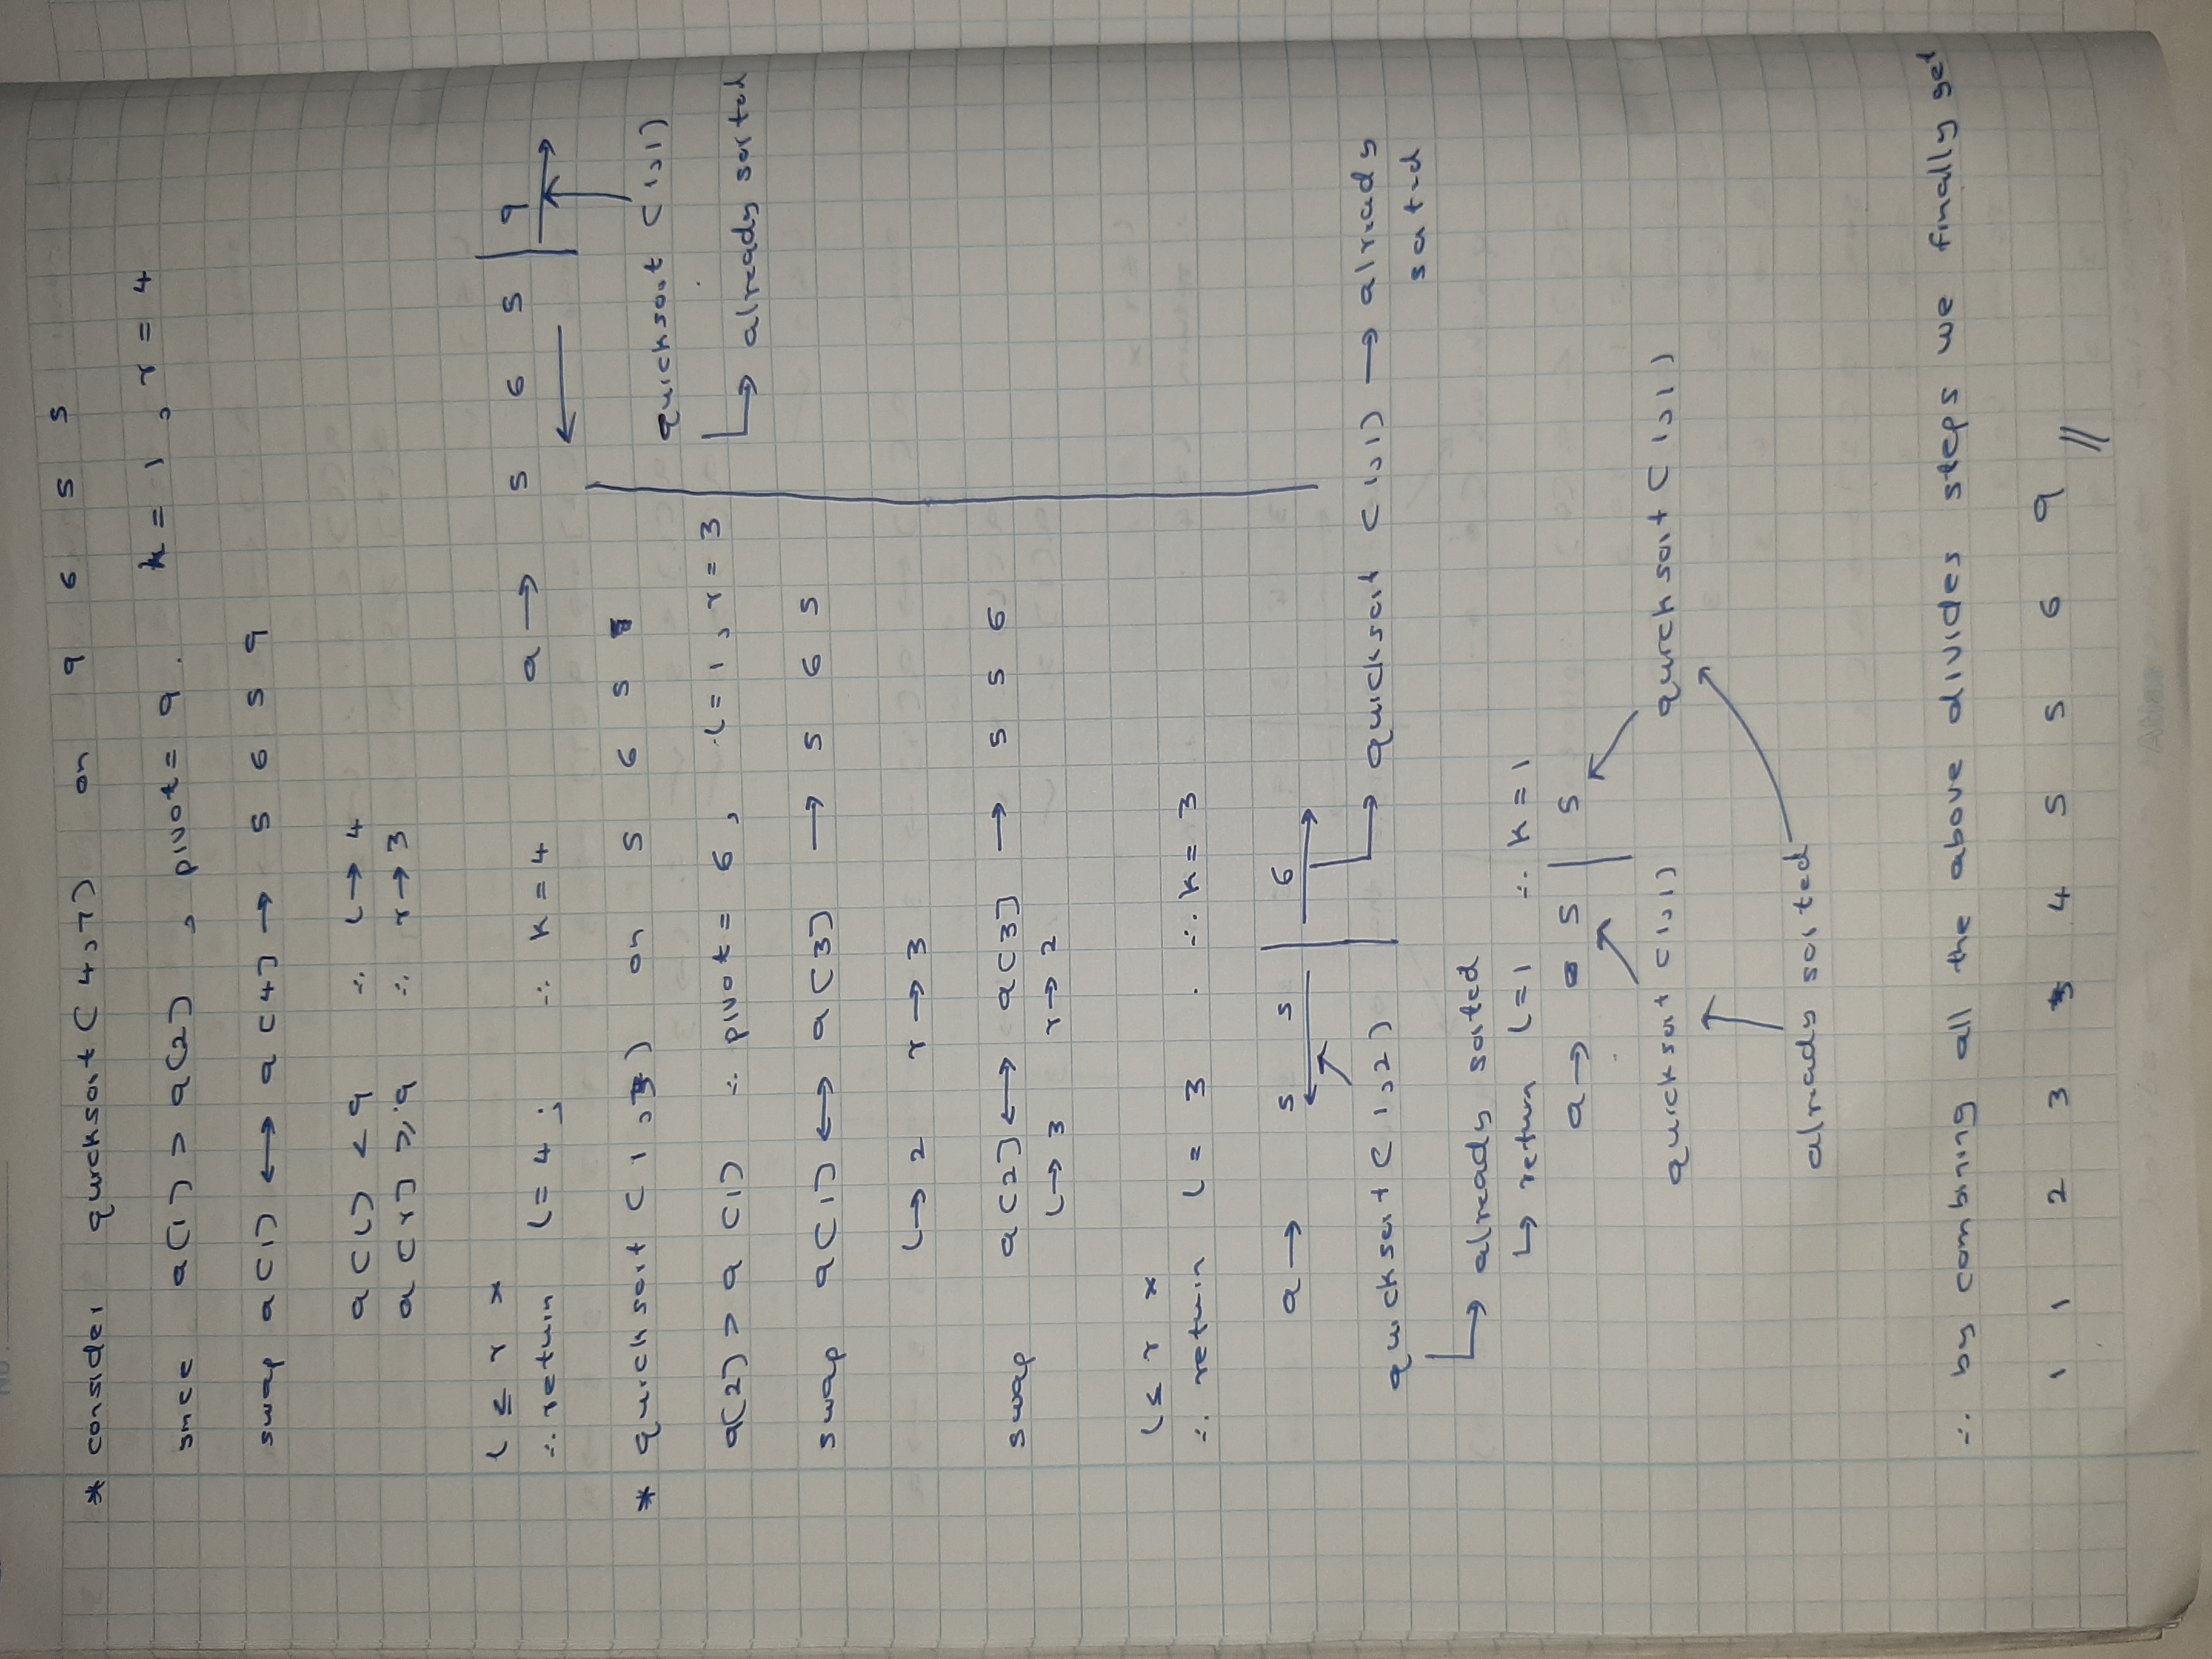 No.
* consider quicksort ( 4,7) on 9 6 5 5
since a[1] > a[2] , pivot = 9 . k = 1 , r = 4
swap a[1] ↔ a[4] → 5 6 5 9
a[l] < 9 ∴ l → 4
a[r] ≥ 9 ∴ r → 3
l ≤ r ×
∴ return l = 4 ; ∴ k = 4
a → 5 6 5 | 9
quicksort (1,1)
↳ already sorted
* quicksort ( 1 , 3 ) on 5 6 5
a[2] > a [1] ∴ pivot = 6 , l = 1 , r = 3
swap a[1] ↔ a[3] → 5 6 5
l → 2 r → 3
swap a[2] ↔ a[3] → 5 5 6
l → 3 r → 2
l ≤ r ×
∴ return l = 3 . ∴ k = 3
a → 5 5 | 6
quicksort ( 1,2) ↳ quicksort (1,1) → already
sorted
↳ already sorted
↳ return l = 1 ∴ k = 1
a → 5 | 5
quicksort (1,1) quicksort (1,1)
already sorted
∴ by combining all the above divides steps we finally get
1 1 2 3 3 4 5 5 6 9 //